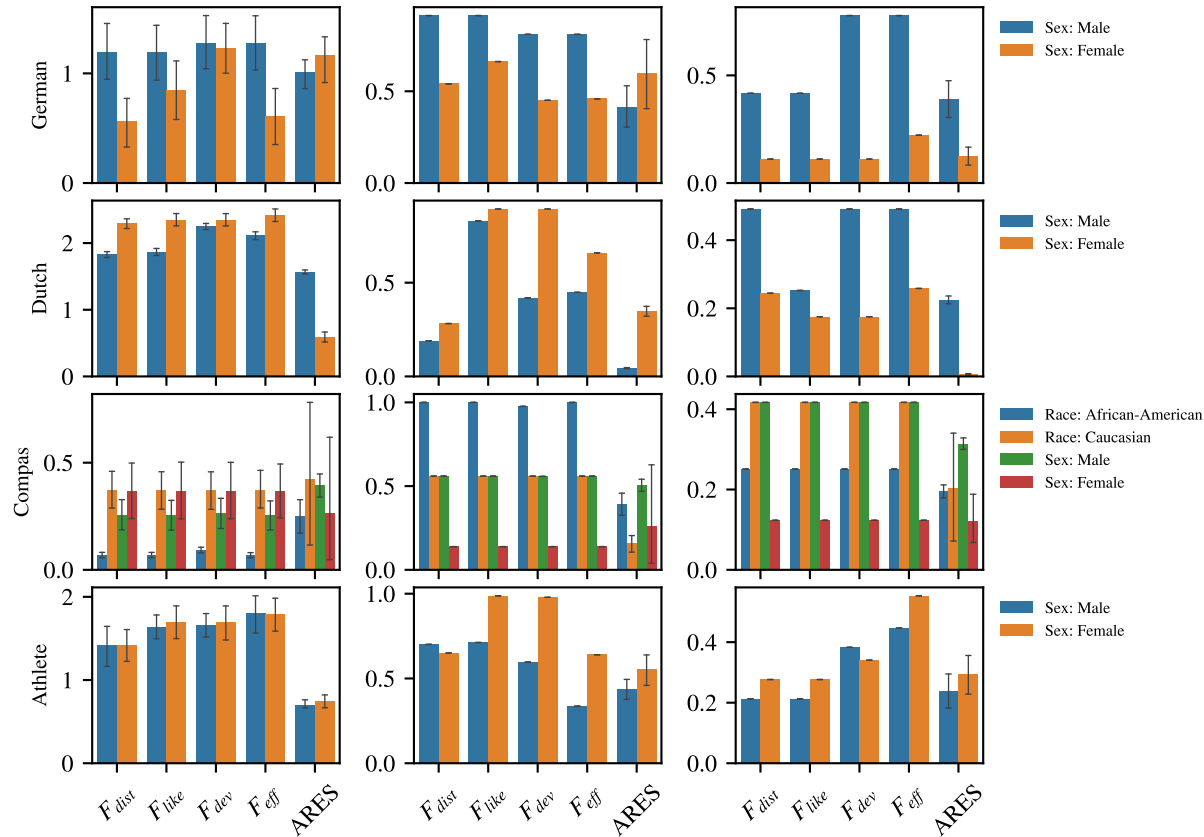 German
1
0
0.5
0.0
0.5
0.0
Sex: Male
Sex: Female
Dutch
2
1
0
0.5
0.0
0.4
0.2
0.0
Sex: Male
Sex: Female
Compas
0.5
0.0
1.0
0.5
0.0
0.4
0.2
0.0
Race: African-American
Race: Caucasian
Sex: Male
Sex: Female
Athlete
2
1
0
1.0
0.5
0.0
0.4
0.2
0.0
Sex: Male
Sex: Female
F dist
F like
F dev
F eff
ARES
F dist
F like
F dev
F eff
ARES
F dist
F like
F dev
F eff
ARES